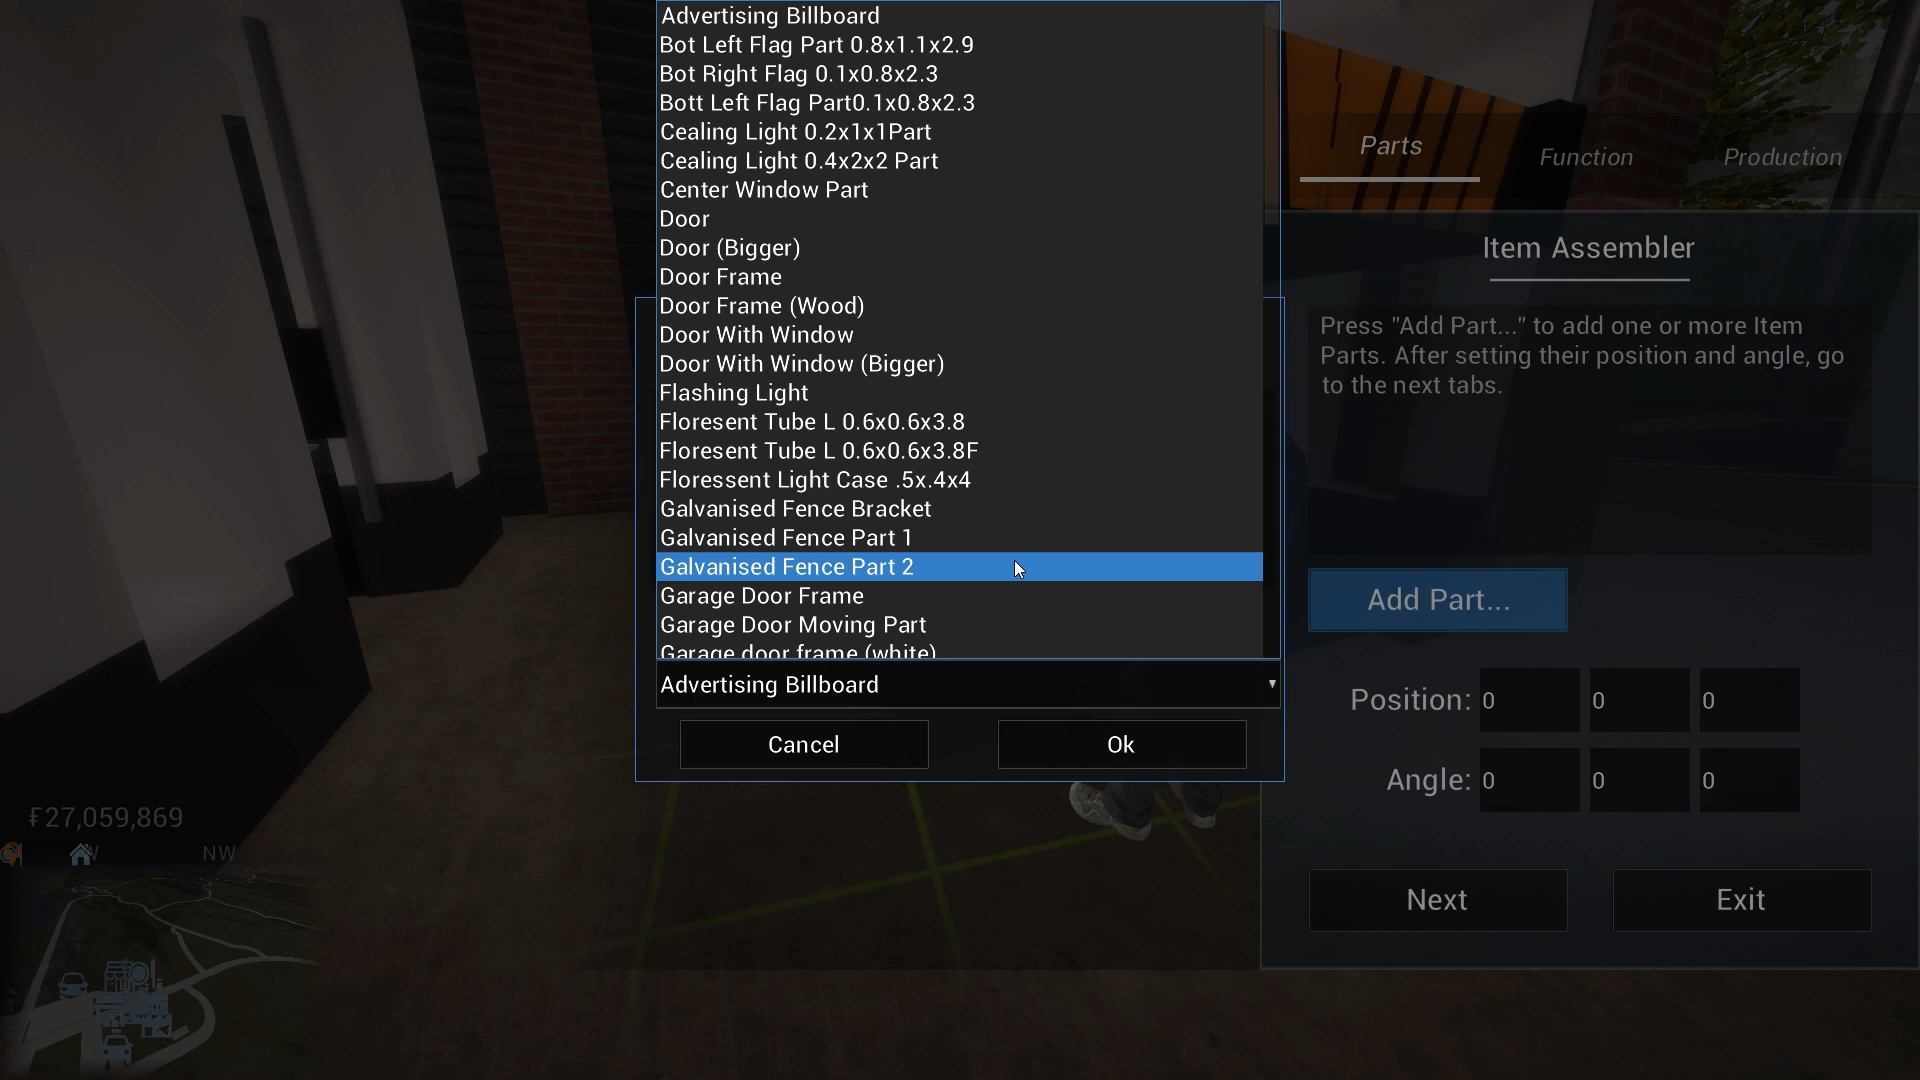 Advertising Billboard
Bot Left Flag Part 0.8x1.1x2.9
Bot Right Flag 0.1x0.8x2.3
Bott Left Flag Part0.1x0.8x2.3
Cealing Light 0.2x1x1Part
Cealing Light 0.4x2x2 Part
Center Window Part
Door
Door (Bigger)
Door Frame
Door Frame (Wood)
Door With Window
Door With Window (Bigger)
Flashing Light
Floresent Tube L 0.6x0.6x3.8
Floresent Tube L 0.6x0.6x3.8F
Floressent Light Case .5x.4x4
Galvanised Fence Bracket
Galvanised Fence Part 1
Galvanised Fence Part 2
Garage Door Frame
Garage Door Moving Part
Garage door frame (white)
Advertising Billboard
Cancel
Ok
Parts
Function
Production
Item Assembler
Press "Add Part..." to add one or more Item
Parts. After setting their position and angle, go
to the next tabs.
Add Part...
Position: 0 0 0
Angle: 0 0 0
Next
Exit
₣27,059,869
W
NW